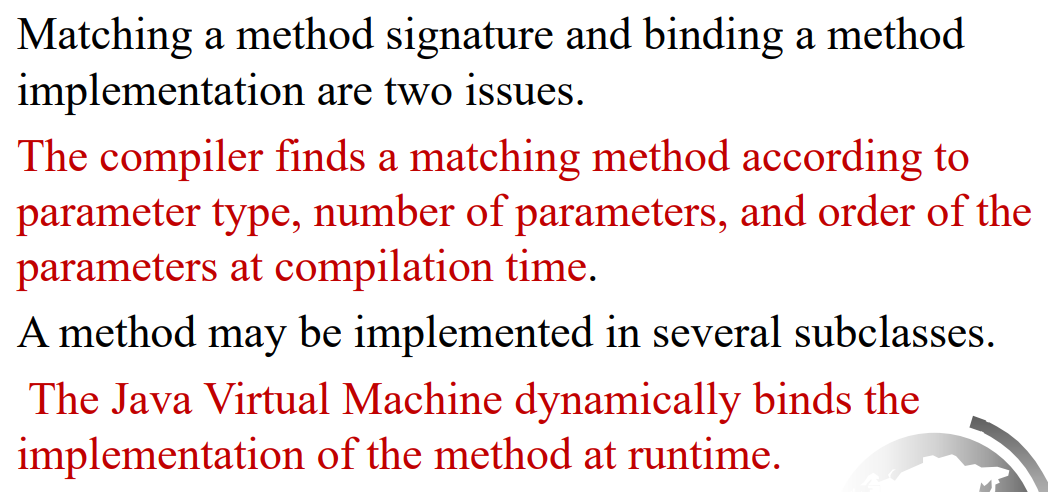 Matching a method signature and binding a method
implementation are two issues.
The compiler finds a matching method according to
parameter type, number of parameters, and order of the
parameters at compilation time.
A method may be implemented in several subclasses.
The Java Virtual Machine dynamically binds the
implementation of the method at runtime.